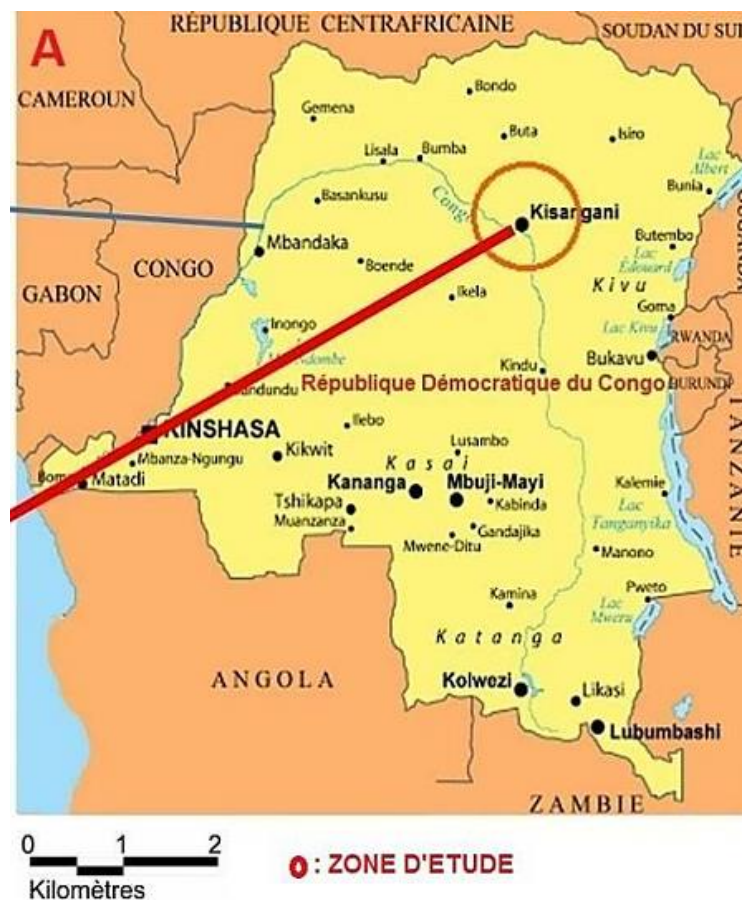 RÉPUBLIQUE CENTRAFRICAINE
SOUDAN DU SU
A
CAMEROUN
Bondo
Gemena
Buta
Isiro
Lisala
Bumba
Lac
Albert
Bunia
Basankusu
Kisangani
Mbandaka
CONGO
Butembo
Boende
Lac
Édouard
GABON
Ikela
Kivu
Goma
Inongo
Lac Kivu
RWANDA
Kindu
Bukavu
République Démocratique du Congo
BURUNDI
TANZANIE
KINSHASA
Ilebo
Mbanza-Ngungu
Kikwit
Lusambo
Kasai
Matadi
Kananga
Mbuji-Mayi
Kalemie
Tshikapa
Kabinda
Muanzanza
Gandajika
Lac
Tanganyika
Mwene-Ditu
Manono
Kamina
Pweto
Lac
Mweru
Katanga
ANGOLA
Kolwezi
Likasi
Lubumbashi
ZAMBIE
0 1 2
Kilomètres
: ZONE D'ETUDE